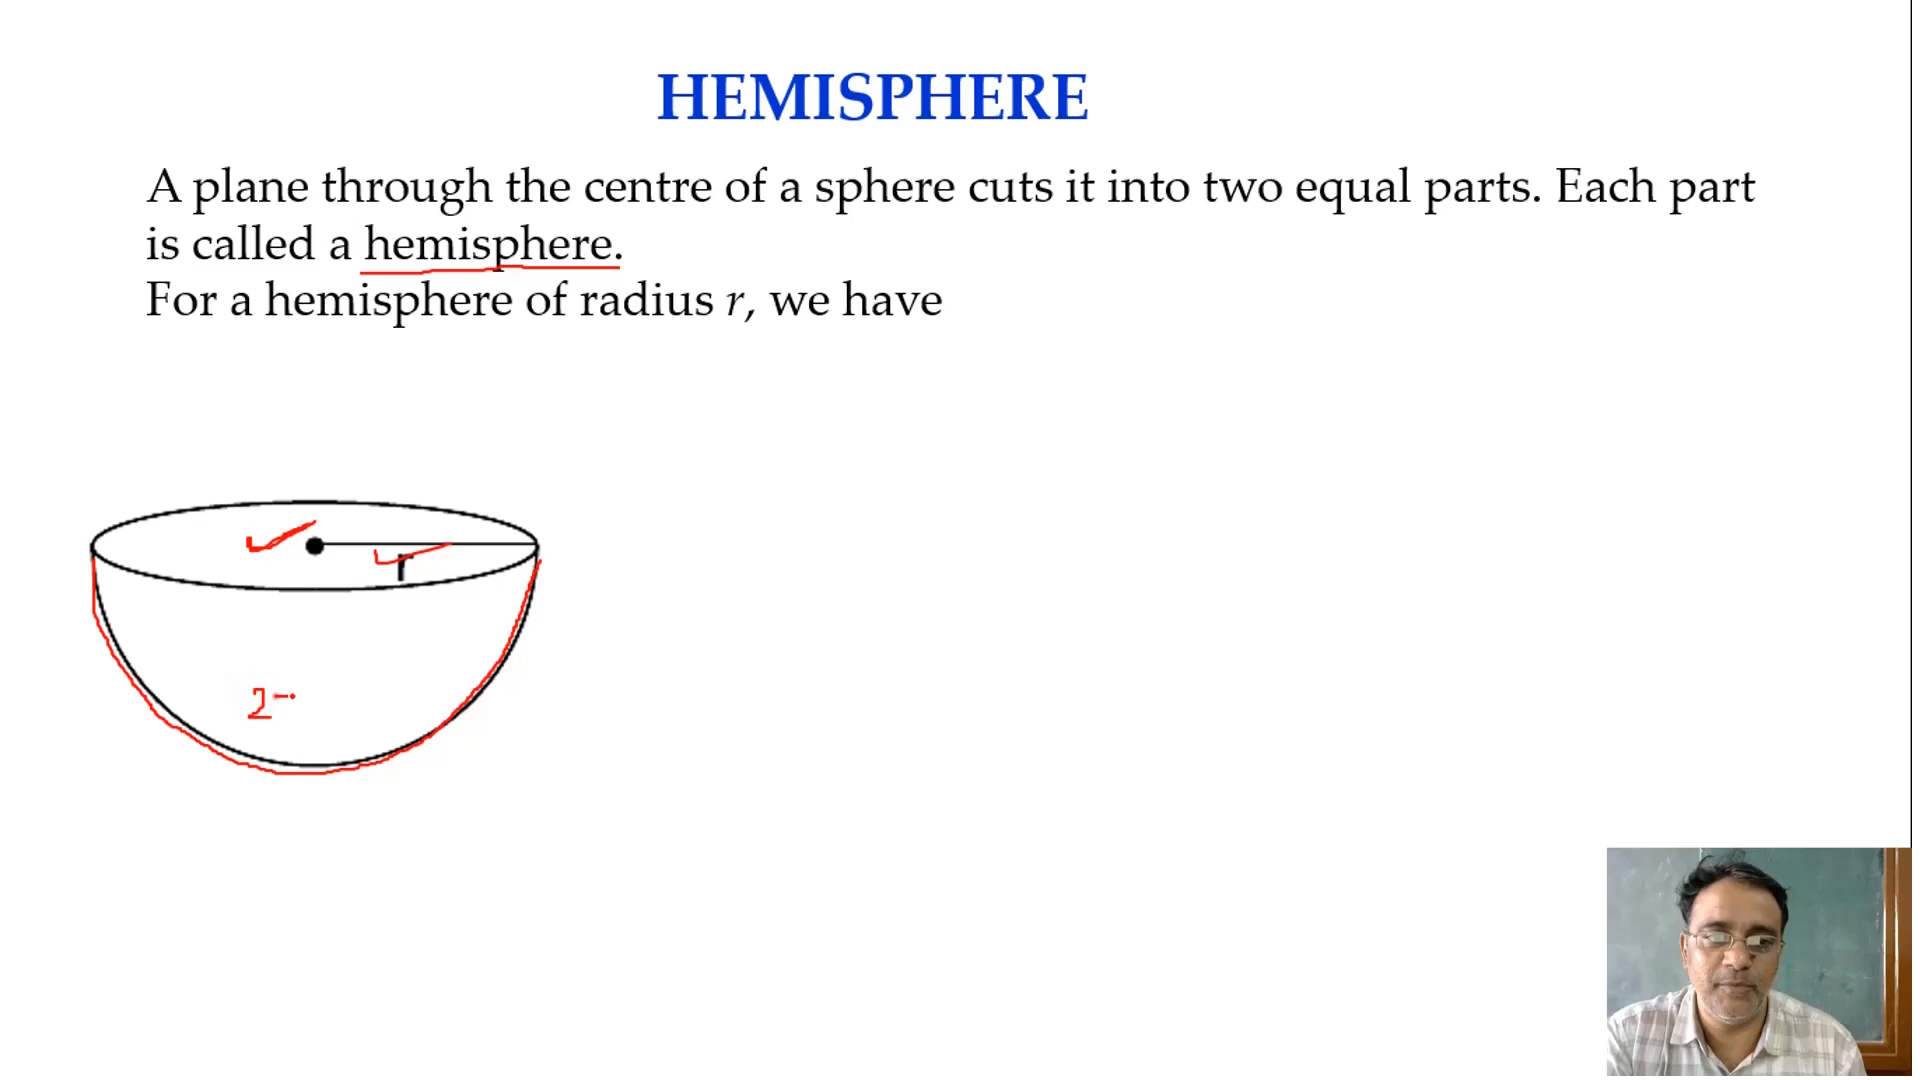 HEMISPHERE
A plane through the centre of a sphere cuts it into two equal parts. Each part
is called a hemisphere.
For a hemisphere of radius r, we have
r
2